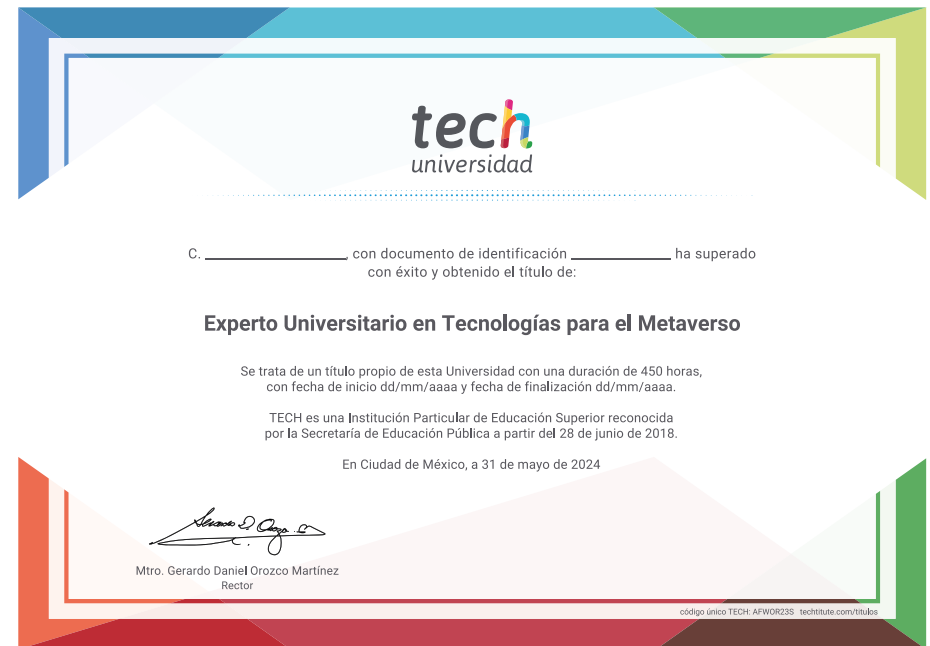 tech
universidad
C. ____________, con documento de identificación ____________ ha superado
con éxito y obtenido el título de:
Experto Universitario en Tecnologías para el Metaverso
Se trata de un título propio de esta Universidad con una duración de 450 horas,
con fecha de inicio dd/mm/aaaa y fecha de finalización dd/mm/aaaa.
TECH es una Institución Particular de Educación Superior reconocida
por la Secretaría de Educación Pública a partir del 28 de junio de 2018.
En Ciudad de México, a 31 de mayo de 2024
Mtro. Gerardo Daniel Orozco Martínez
Rector
código único TECH: AFWOR23S techtitute.com/titulos